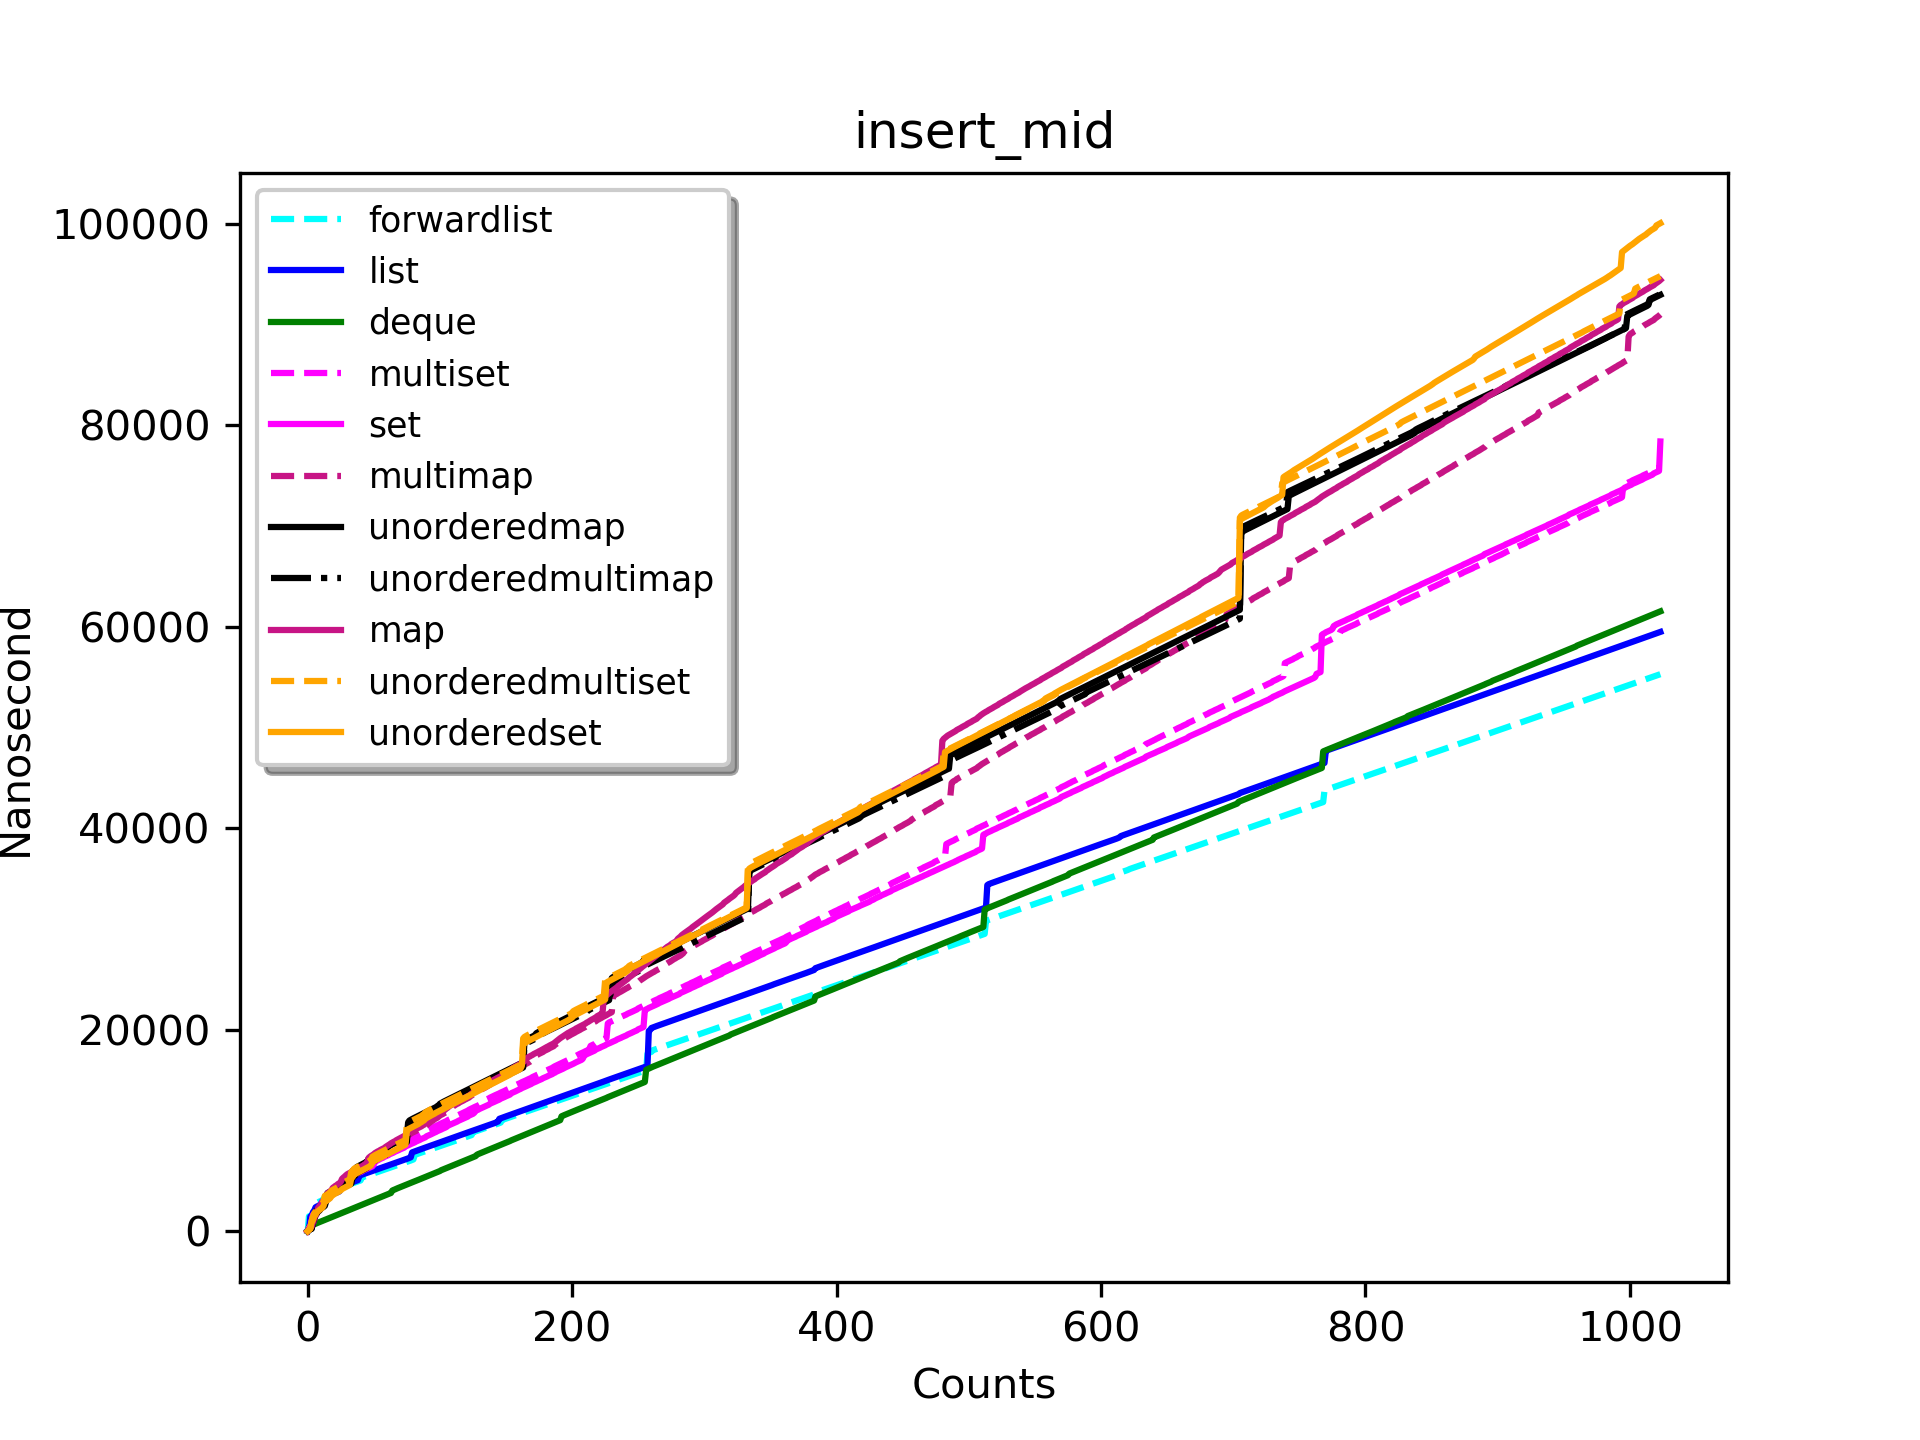 insert_mid
100000
80000
60000
40000
20000
0
Nanosecond
forwardlist
list
deque
multiset
set
multimap
unorderedmap
unorderedmultimap
map
unorderedmultiset
unorderedset
0 200 400 600 800 1000
Counts